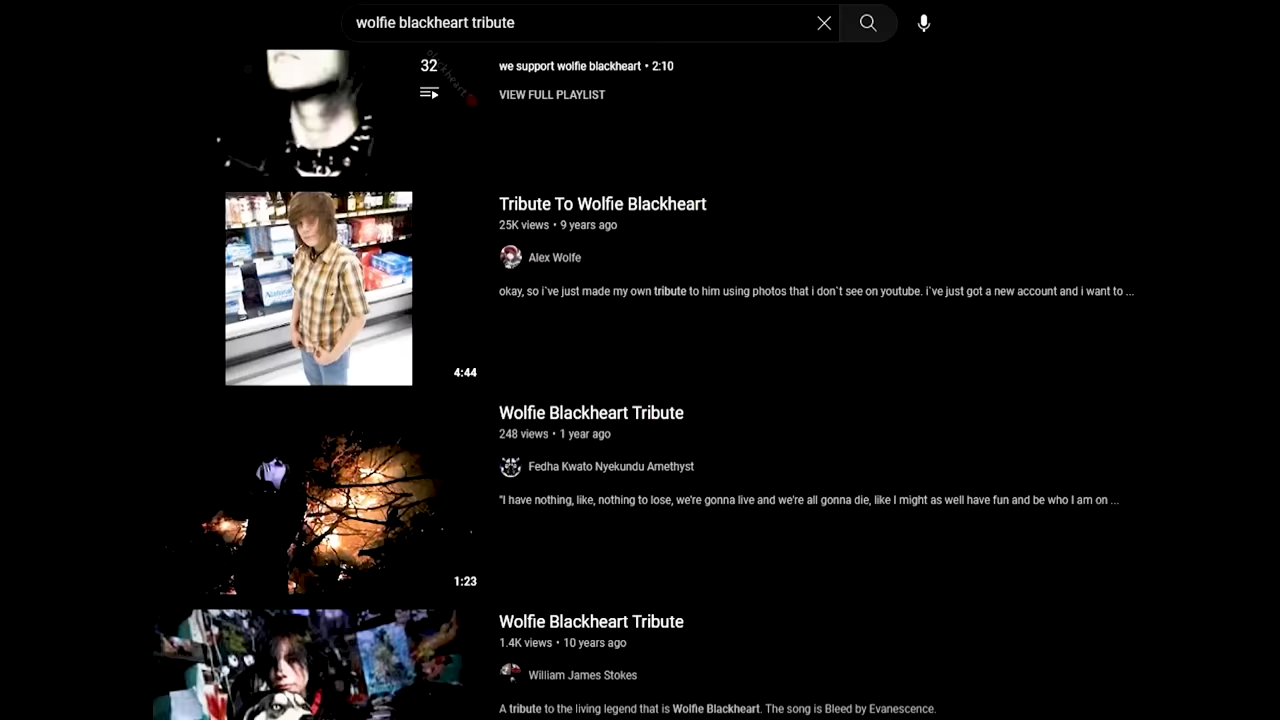 wolfie blackheart tribute
32
we support wolfie blackheart • 2:10
VIEW FULL PLAYLIST
Tribute To Wolfie Blackheart
25K views • 9 years ago
Alex Wolfe
okay, so i`ve just made my own tribute to him using photos that i don`t see on youtube. i`ve just got a new account and i want to ...
4:44
Wolfie Blackheart Tribute
248 views • 1 year ago
Fedha Kwato Nyekundu Amethyst
"I have nothing, like, nothing to lose, we're gonna live and we're all gonna die, like I might as well have fun and be who I am on ...
1:23
Wolfie Blackheart Tribute
1.4K views • 10 years ago
William James Stokes
A tribute to the living legend that is Wolfie Blackheart. The song is Bleed by Evanescence.